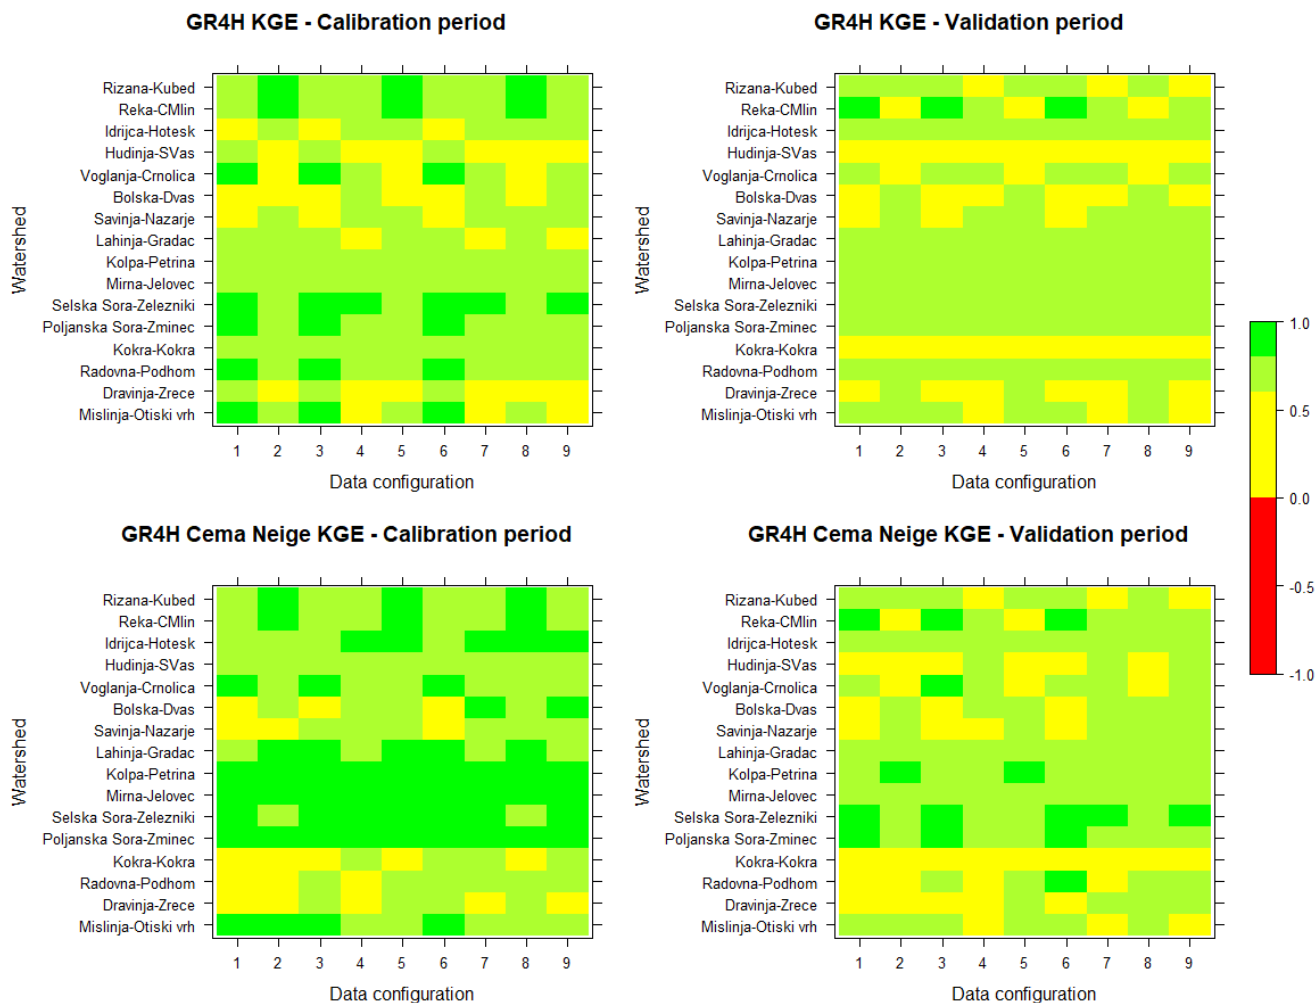 GR4H KGE - Calibration period
Watershed
Rizana-Kubed
Reka-CMlin
Idrijca-Hotesk
Hudinja-SVas
Voglanja-Crnolica
Bolska-Dvas
Savinja-Nazarje
Lahinja-Gradac
Kolpa-Petrina
Mirna-Jelovec
Selska Sora-Zelezniki
Poljanska Sora-Zminec
Kokra-Kokra
Radovna-Podhom
Dravinja-Zrece
Mislinja-Otiski vrh
1 2 3 4 5 6 7 8 9
Data configuration
GR4H KGE - Validation period
Watershed
Rizana-Kubed
Reka-CMlin
Idrijca-Hotesk
Hudinja-SVas
Voglanja-Crnolica
Bolska-Dvas
Savinja-Nazarje
Lahinja-Gradac
Kolpa-Petrina
Mirna-Jelovec
Selska Sora-Zelezniki
Poljanska Sora-Zminec
Kokra-Kokra
Radovna-Podhom
Dravinja-Zrece
Mislinja-Otiski vrh
1 2 3 4 5 6 7 8 9
Data configuration
GR4H Cema Neige KGE - Calibration period
Watershed
Rizana-Kubed
Reka-CMlin
Idrijca-Hotesk
Hudinja-SVas
Voglanja-Crnolica
Bolska-Dvas
Savinja-Nazarje
Lahinja-Gradac
Kolpa-Petrina
Mirna-Jelovec
Selska Sora-Zelezniki
Poljanska Sora-Zminec
Kokra-Kokra
Radovna-Podhom
Dravinja-Zrece
Mislinja-Otiski vrh
1 2 3 4 5 6 7 8 9
Data configuration
GR4H Cema Neige KGE - Validation period
Watershed
Rizana-Kubed
Reka-CMlin
Idrijca-Hotesk
Hudinja-SVas
Voglanja-Crnolica
Bolska-Dvas
Savinja-Nazarje
Lahinja-Gradac
Kolpa-Petrina
Mirna-Jelovec
Selska Sora-Zelezniki
Poljanska Sora-Zminec
Kokra-Kokra
Radovna-Podhom
Dravinja-Zrece
Mislinja-Otiski vrh
1 2 3 4 5 6 7 8 9
Data configuration
1.0
0.5
0.0
-0.5
-1.0